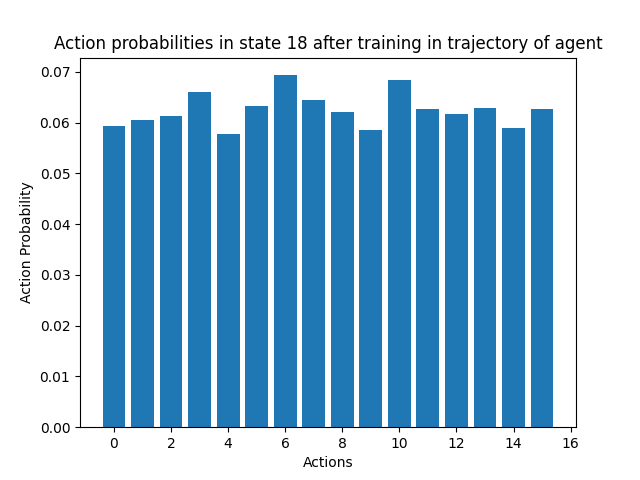 Action probabilities in state 18 after training in trajectory of agent
0.07
0.06
0.05
0.04
0.03
0.02
0.01
0.00
Action Probability
0 2 4 6 8 10 12 14 16
Actions